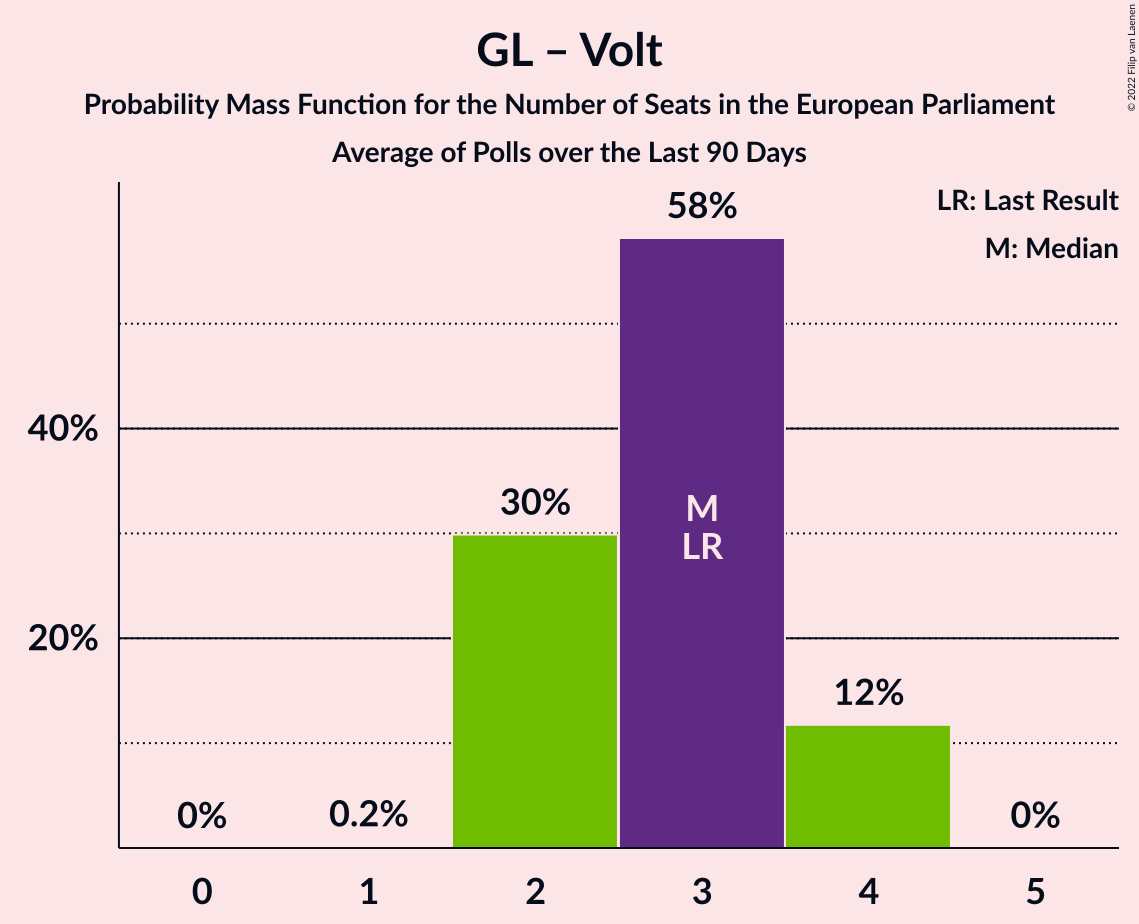 GL – Volt
Probability Mass Function for the Number of Seats in the European Parliament
Average of Polls over the Last 90 Days
© 2022 Filip van Laenen
LR: Last Result
M: Median
58%
40%
30%
M
LR
20%
12%
0%
0.2%
0%
0
1
2
3
4
5